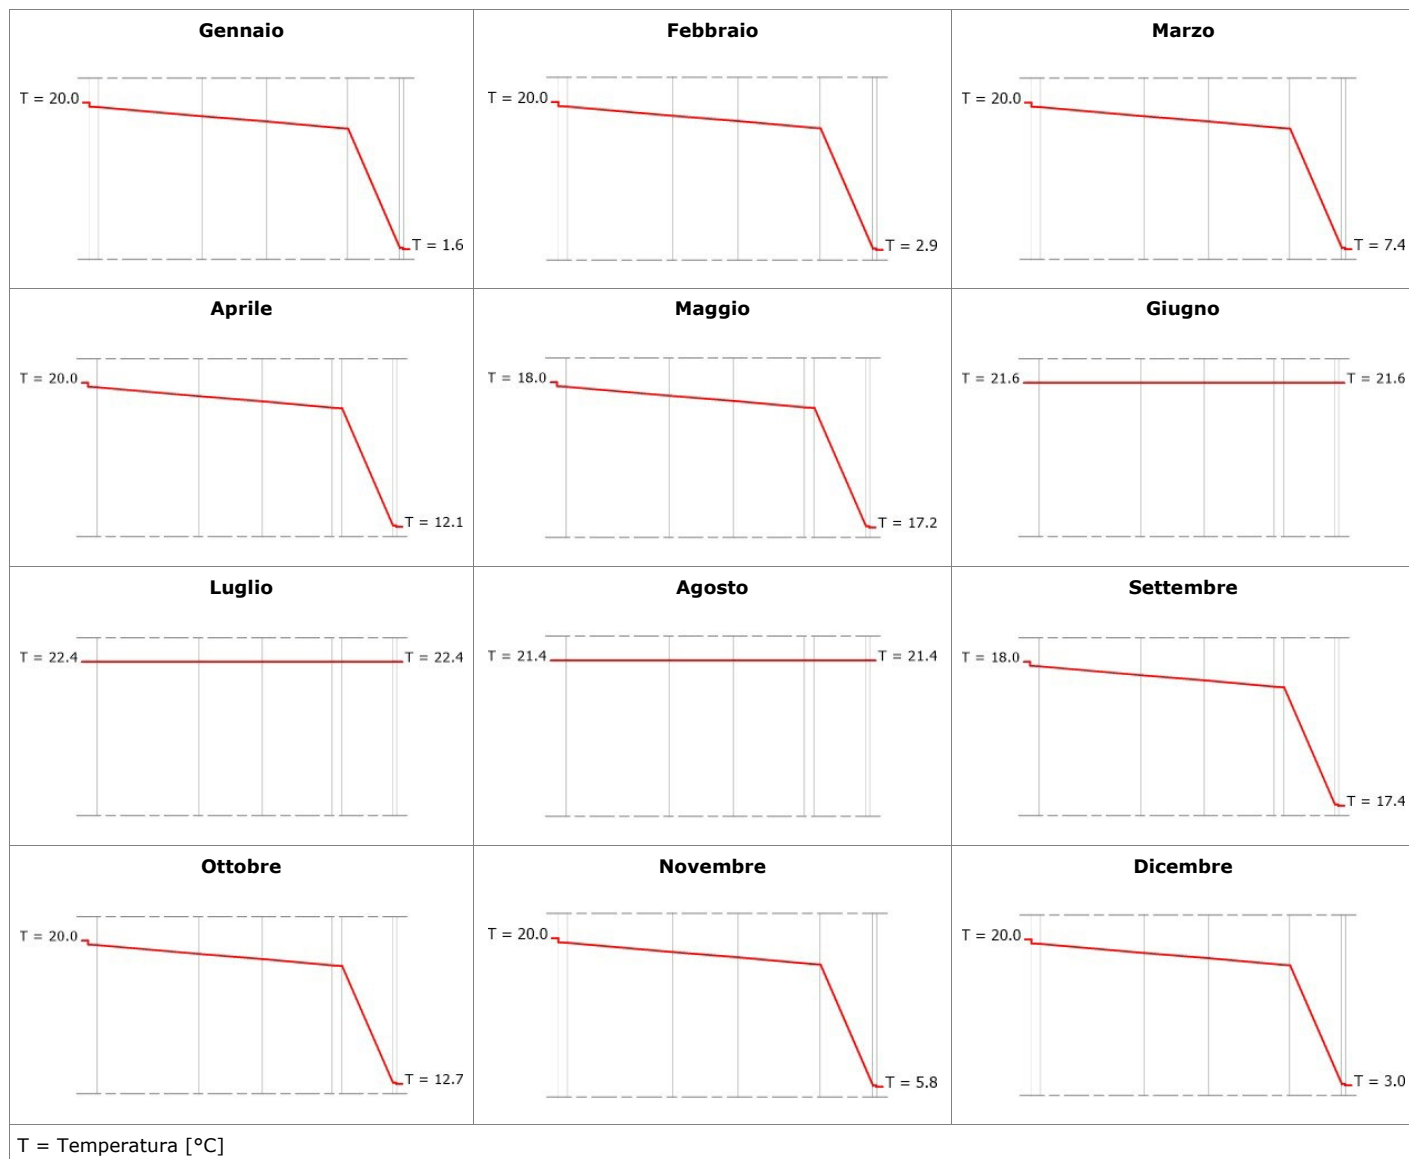 Gennaio
Febbraio
Marzo
T = 20.0
T = 1.6
T = 20.0
T = 2.9
T = 20.0
T = 7.4
Aprile
Maggio
Giugno
T = 20.0
T = 12.1
T = 18.0
T = 17.2
T = 21.6
T = 21.6
Luglio
Agosto
Settembre
T = 22.4
T = 22.4
T = 21.4
T = 21.4
T = 18.0
T = 17.4
Ottobre
Novembre
Dicembre
T = 20.0
T = 12.7
T = 20.0
T = 5.8
T = 20.0
T = 3.0
T = Temperatura [°C]